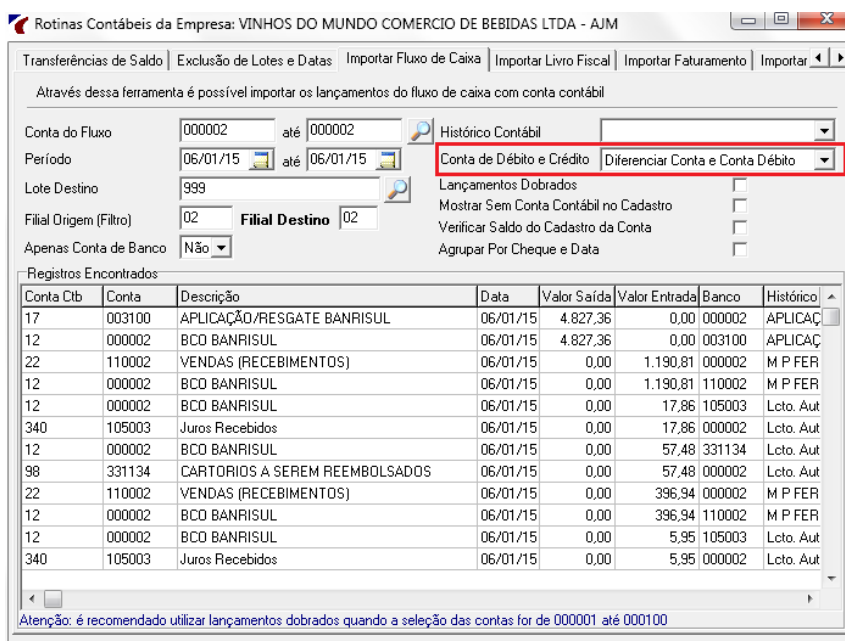 Rotinas Contábeis da Empresa: VINHOS DO MUNDO COMERCIO DE BEBIDAS LTDA - AJM
Transferências de Saldo Exclusão de Lotes e Datas Importar Fluxo de Caixa Importar Livro Fiscal Importar Faturamento Importar
Através dessa ferramenta é possível importar os lançamentos do fluxo de caixa com conta contábil
Conta do Fluxo 000002 até 000002 Histórico Contábil
Período 06/01/15 até 06/01/15 Conta de Débito e Crédito Diferenciar Conta e Conta Débito
Lote Destino 999 Lançamentos Dobrados
Mostrar Sem Conta Contábil no Cadastro
Filial Origem (Filtro) 02 Filial Destino 02 Verificar Saldo do Cadastro da Conta
Apenas Conta de Banco Não Agrupar Por Cheque e Data
Registros Encontrados
Conta Ctb Conta Descrição Data Valor Saída Valor Entrada Banco Histórico
17 003100 APLICAÇÃO/RESGATE BANRISUL 06/01/15 4.827,36 0,00 000002 APLICAÇ
12 000002 BCO BANRISUL 06/01/15 4.827,36 0,00 003100 APLICAÇ
22 110002 VENDAS (RECEBIMENTOS) 06/01/15 0,00 1.190,81 000002 M P FER
12 000002 BCO BANRISUL 06/01/15 0,00 1.190,81 110002 M P FER
12 000002 BCO BANRISUL 06/01/15 0,00 17,86 105003 Lcto. Aut
340 105003 Juros Recebidos 06/01/15 0,00 17,86 000002 Lcto. Aut
12 000002 BCO BANRISUL 06/01/15 0,00 57,48 331134 Lcto. Aut
98 331134 CARTORIOS A SEREM REEMBOLSADOS 06/01/15 0,00 57,48 000002 Lcto. Aut
22 110002 VENDAS (RECEBIMENTOS) 06/01/15 0,00 396,94 000002 M P FER
12 000002 BCO BANRISUL 06/01/15 0,00 396,94 110002 M P FER
12 000002 BCO BANRISUL 06/01/15 0,00 5,95 105003 Lcto. Aut
340 105003 Juros Recebidos 06/01/15 0,00 5,95 000002 Lcto. Aut
Atenção: é recomendado utilizar lançamentos dobrados quando a seleção das contas for de 000001 até 000100